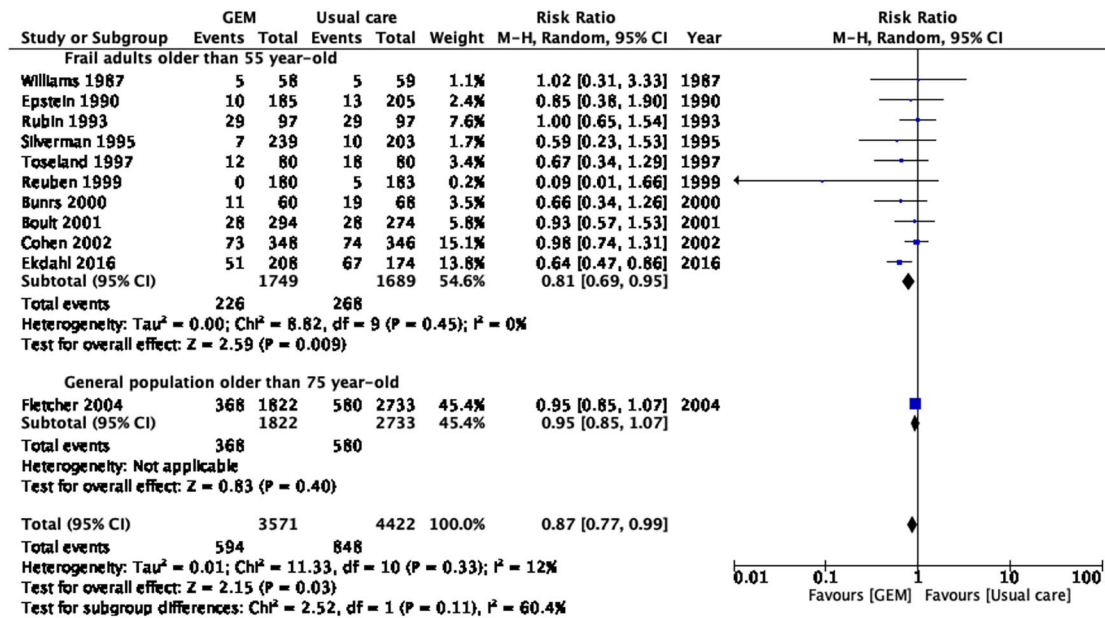 GEM Usual care Risk Ratio Risk Ratio
Study or Subgroup Events Total Events Total Weight M-H, Random, 95% CI Year M-H, Random, 95% CI
Frail adults older than 55 year-old
Williams 1987 5 58 5 59 1.1% 1.02 [0.31, 3.33] 1987
Epstein 1990 10 185 13 205 2.4% 0.85 [0.38, 1.90] 1990
Rubin 1993 29 97 29 97 7.6% 1.00 [0.65, 1.54] 1993
Silverman 1995 7 239 10 203 1.7% 0.59 [0.23, 1.53] 1995
Toseland 1997 12 80 18 80 3.4% 0.67 [0.34, 1.29] 1997
Reuben 1999 0 180 5 183 0.2% 0.09 [0.01, 1.66] 1999
Bunrs 2000 11 60 19 68 3.5% 0.66 [0.34, 1.26] 2000
Boult 2001 28 294 28 274 5.8% 0.93 [0.57, 1.53] 2001
Cohen 2002 73 348 74 346 15.1% 0.98 [0.74, 1.31] 2002
Ekdahl 2016 51 208 67 174 13.8% 0.64 [0.47, 0.86] 2016
Subtotal (95% CI) 1749 1689 54.6% 0.81 [0.69, 0.95]
Total events 226 268
Heterogeneity: Tau² = 0.00; Chi² = 8.82, df = 9 (P = 0.45); I² = 0%
Test for overall effect: Z = 2.59 (P = 0.009)
General population older than 75 year-old
Fletcher 2004 368 1822 580 2733 45.4% 0.95 [0.85, 1.07] 2004
Subtotal (95% CI) 1822 2733 45.4% 0.95 [0.85, 1.07]
Total events 368 580
Heterogeneity: Not applicable
Test for overall effect: Z = 0.83 (P = 0.40)
Total (95% CI) 3571 4422 100.0% 0.87 [0.77, 0.99]
Total events 594 848
Heterogeneity: Tau² = 0.01; Chi² = 11.33, df = 10 (P = 0.33); I² = 12%
Test for overall effect: Z = 2.15 (P = 0.03)
Test for subgroup differences: Chi² = 2.52, df = 1 (P = 0.11), I² = 60.4%
0.01 0.1 1 10 100
Favours [GEM] Favours [Usual care]